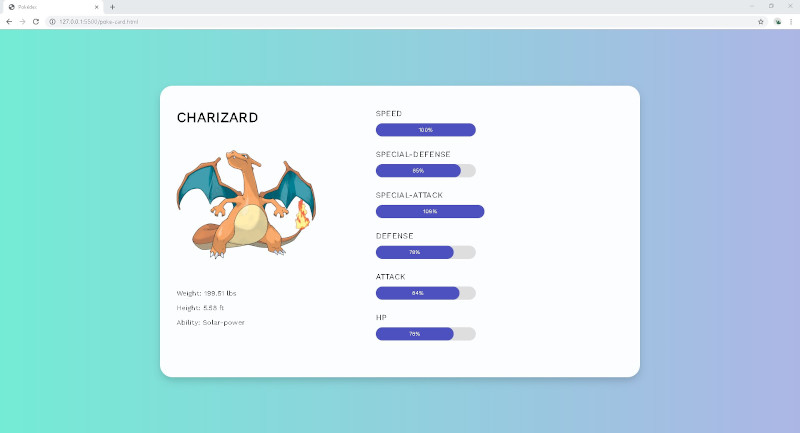 Pokédex
127.0.0.1:5500/poke-card.html
CHARIZARD
Weight: 199.51 lbs
Height: 5.58 ft
Ability: Solar-power
SPEED
100%
SPECIAL-DEFENSE
85%
SPECIAL-ATTACK
109%
DEFENSE
78%
ATTACK
84%
HP
78%